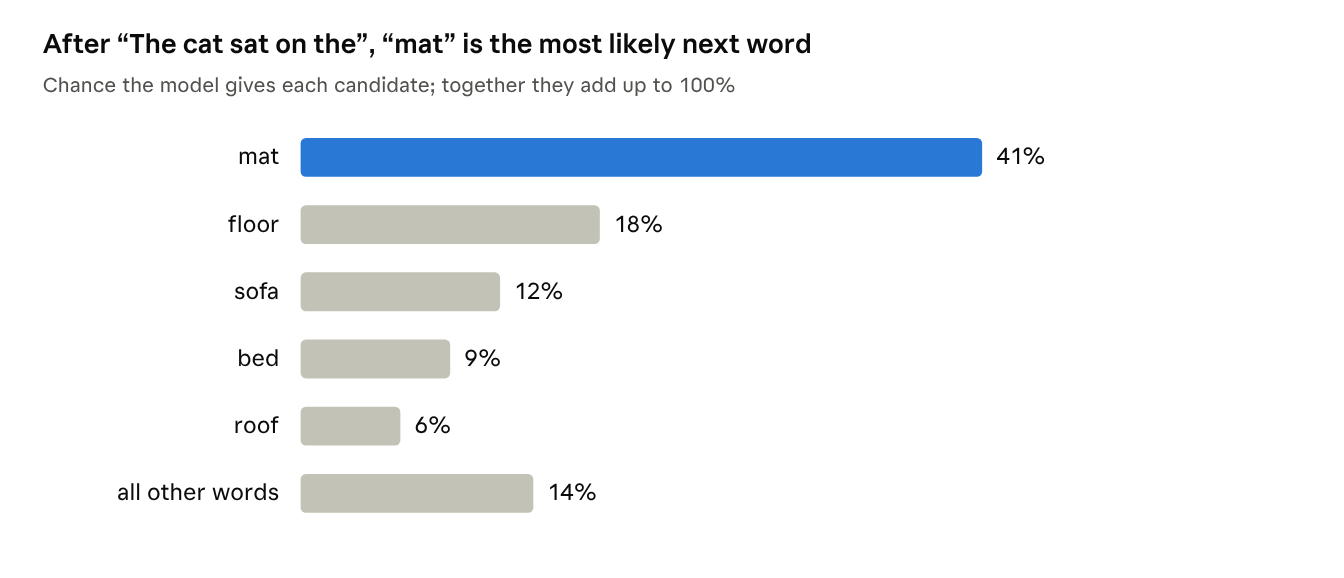 After “The cat sat on the”, “mat” is the most likely next word
Chance the model gives each candidate; together they add up to 100%
mat 41%
floor 18%
sofa 12%
bed 9%
roof 6%
all other words 14%